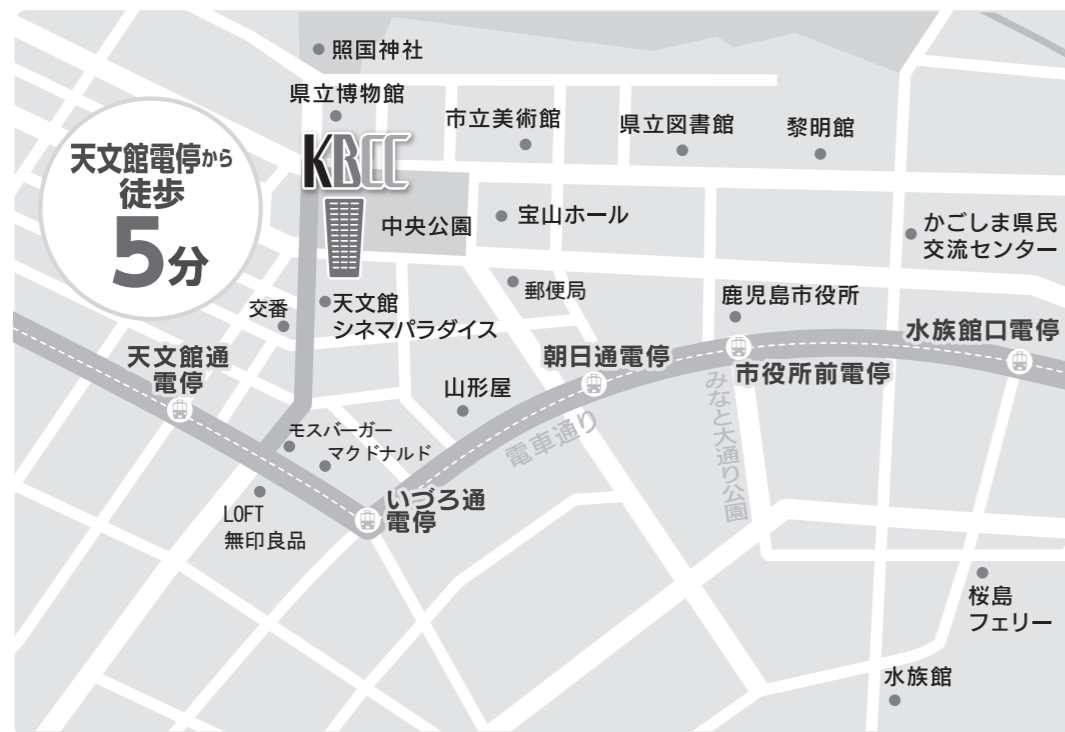 照国神社
県立博物館
市立美術館
県立図書館
黎明館
KBCC
天文館電停から
徒歩
5分
中央公園
宝山ホール
かごしま県民
交流センター
郵便局
鹿児島市役所
交番
天文館
シネマパラダイス
水族館口電停
天文館通
電停
朝日通電停
市役所前電停
山形屋
みなと大通り公園
電車通り
モスバーガー
マクドナルド
いづろ通
電停
LOFT
無印良品
桜島
フェリー
水族館